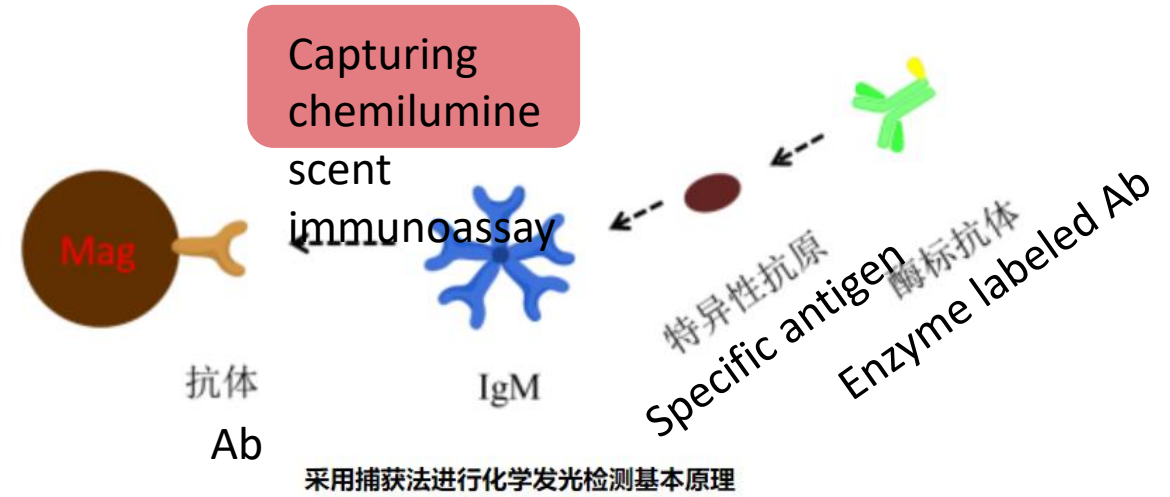 Capturing
chemilumine
scent
immunoassay
Mag
特异性抗原
酶标抗体
Specific antigen
Enzyme labeled Ab
抗体
IgM
Ab
采用捕获法进行化学发光检测基本原理